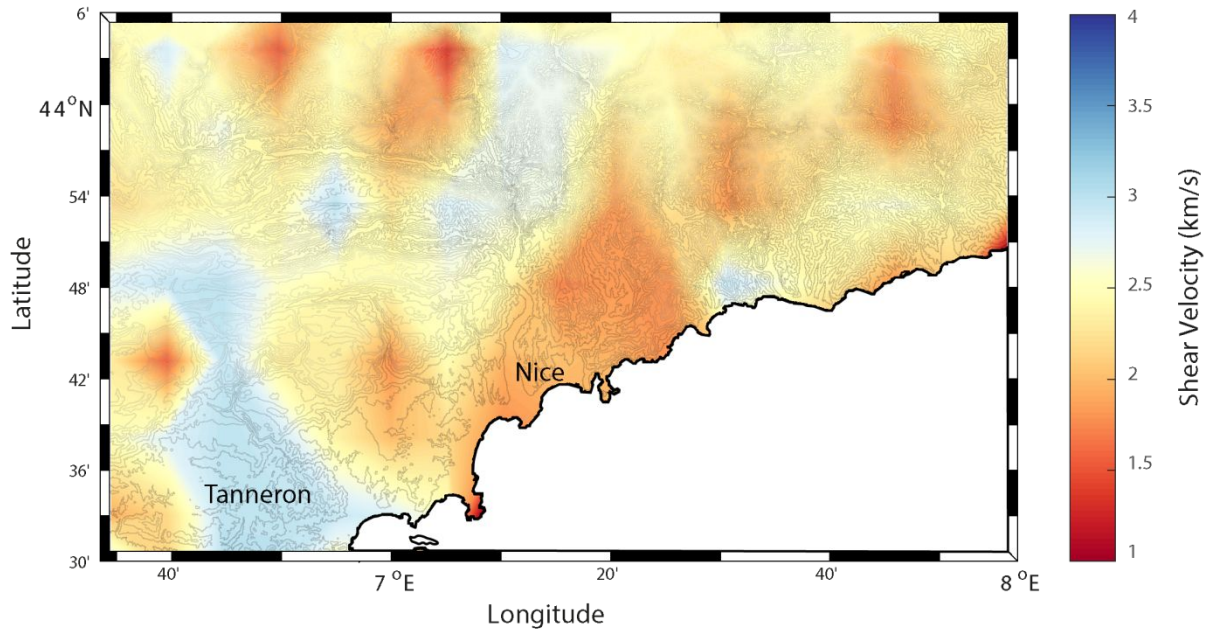 6'
44°N
54'
48'
42'
36'
30'
Latitude
Nice
Tanneron
40'
7 °E
20'
40'
8 °E
Longitude
4
3.5
3
2.5
2
1.5
1
Shear Velocity (km/s)